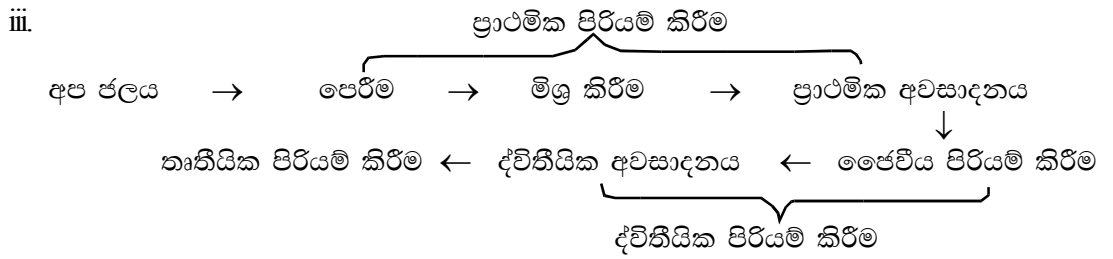 iii.
ප්‍රාථමික පිරියම් කිරීම
අප ජලය → පෙරීම → මිශ්‍ර කිරීම → ප්‍රාථමික අවසාදනය
↓
තෘතීයික පිරියම් කිරීම ← ද්විතීයික අවසාදනය ← ජෛවීය පිරියම් කිරීම
ද්විතීයික පිරියම් කිරීම